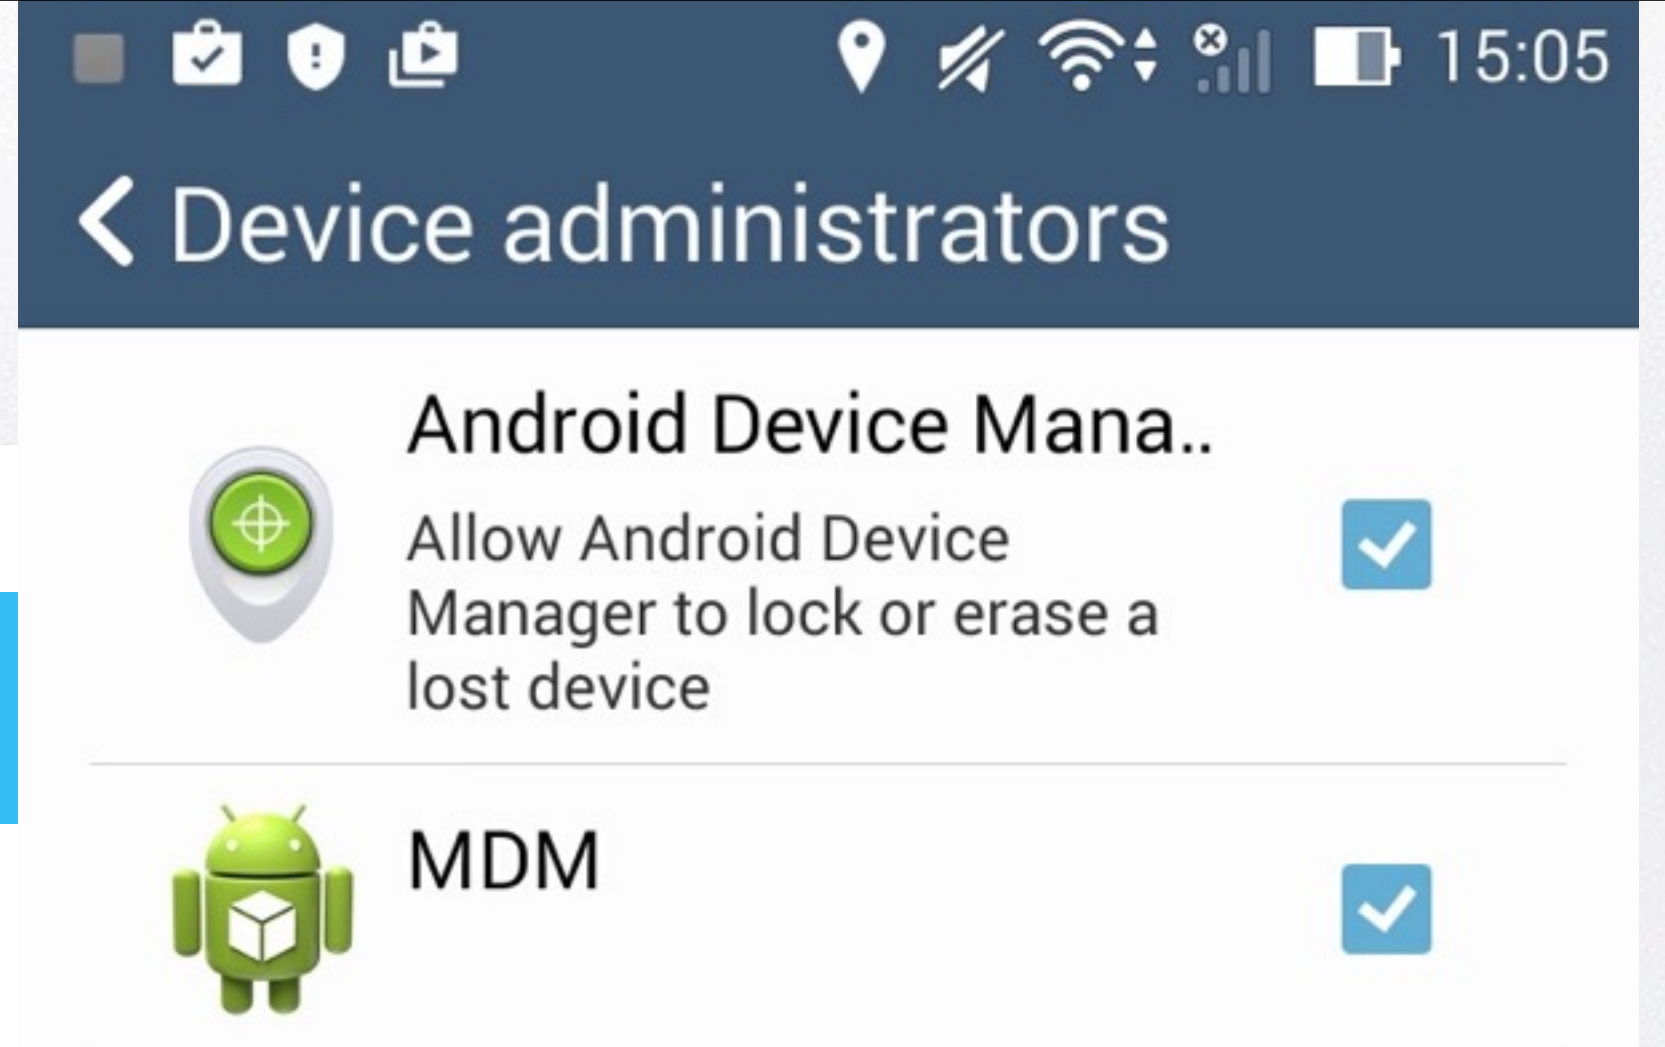 15:05
Device administrators
Android Device Mana..
Allow Android Device
Manager to lock or erase a
lost device
MDM